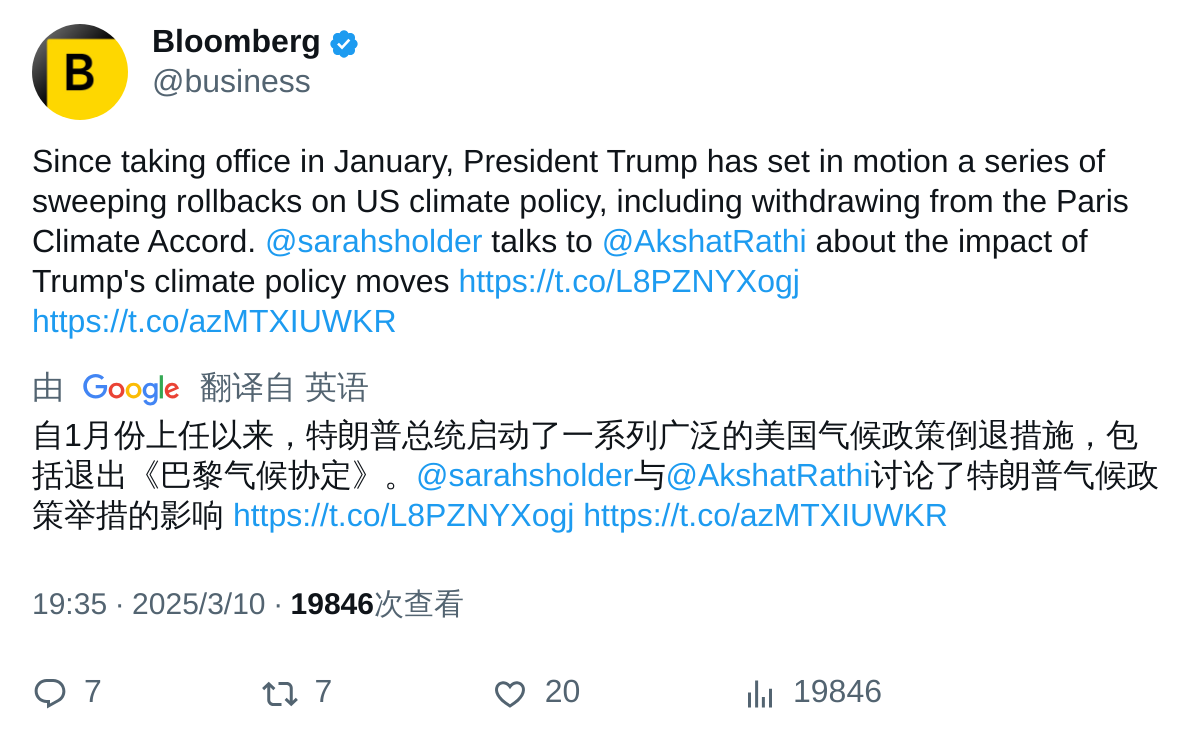 B
Bloomberg
@business
Since taking office in January, President Trump has set in motion a series of
sweeping rollbacks on US climate policy, including withdrawing from the Paris
Climate Accord. @sarahsholder talks to @AkshatRathi about the impact of
Trump's climate policy moves https://t.co/L8PZNYXogj
https://t.co/azMTXIUWKR
由 Google 翻译自 英语
自1月份上任以来，特朗普总统启动了一系列广泛的美国气候政策倒退措施，包
括退出《巴黎气候协定》。@sarahsholder与@AkshatRathi讨论了特朗普气候政
策举措的影响 https://t.co/L8PZNYXogj https://t.co/azMTXIUWKR
19:35 · 2025/3/10 · 19846次查看
7 7 20 19846